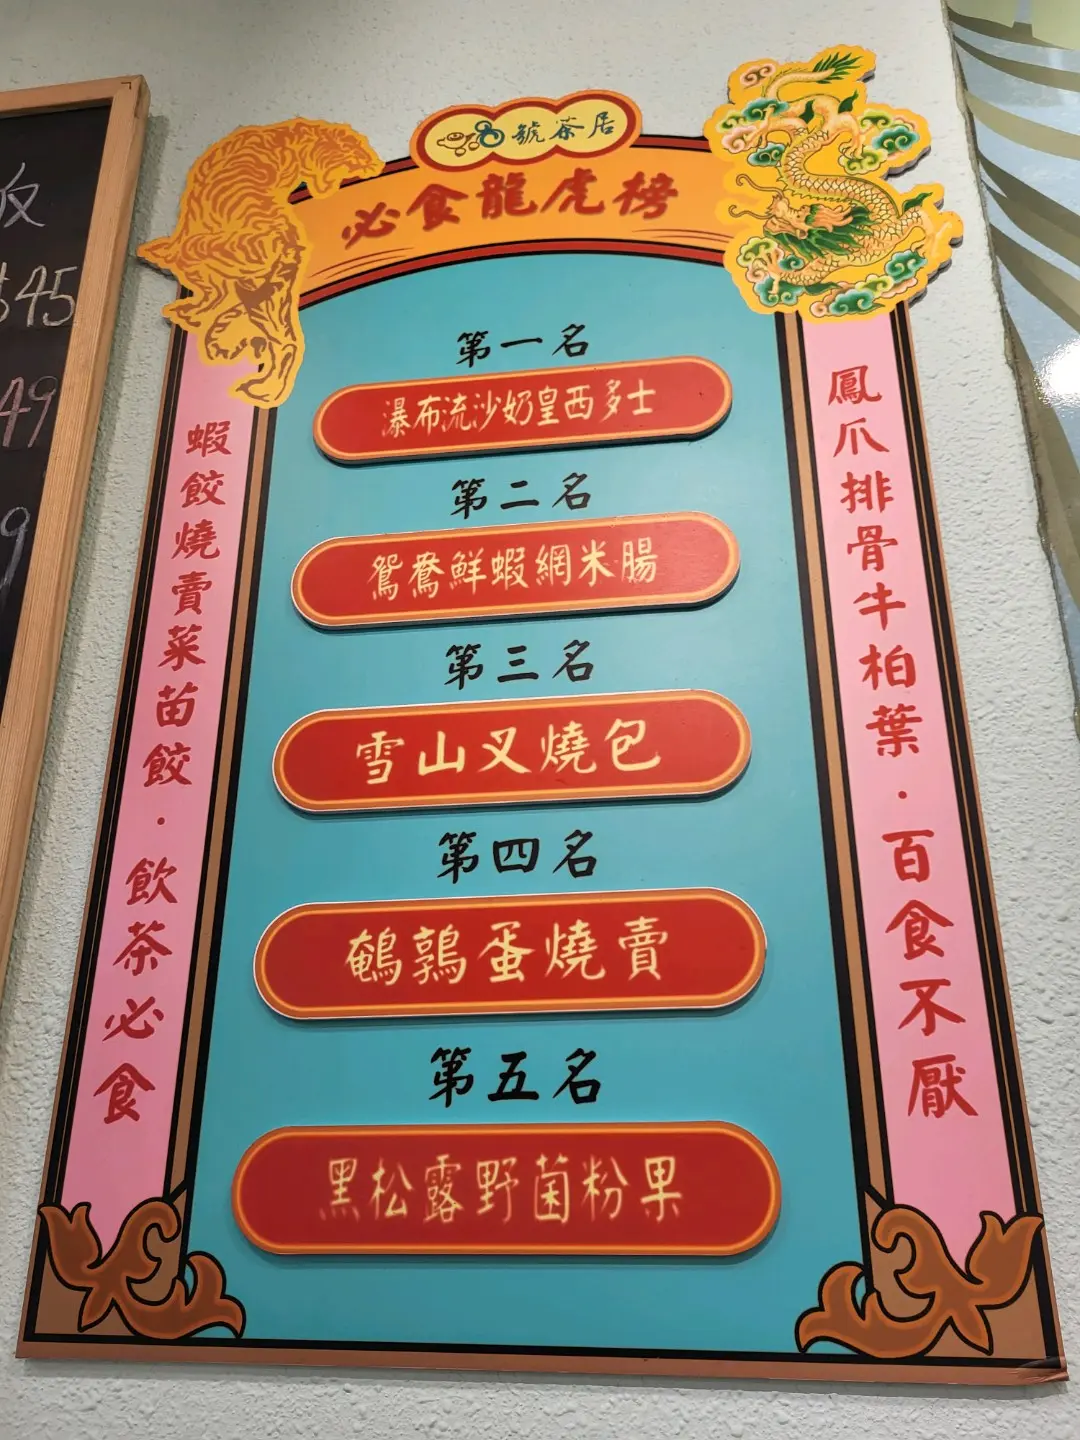 號茶居
必食龍虎榜
第一名
瀑布流沙奶皇西多士
第二名
鴛鴦鮮蝦網米腸
第三名
雪山叉燒包
第四名
鵪鶉蛋燒賣
第五名
黑松露野菌粉果
鳳爪排骨牛柏葉·百食不厭
蝦餃燒賣菜苗餃·飲茶必食
$45
49
9